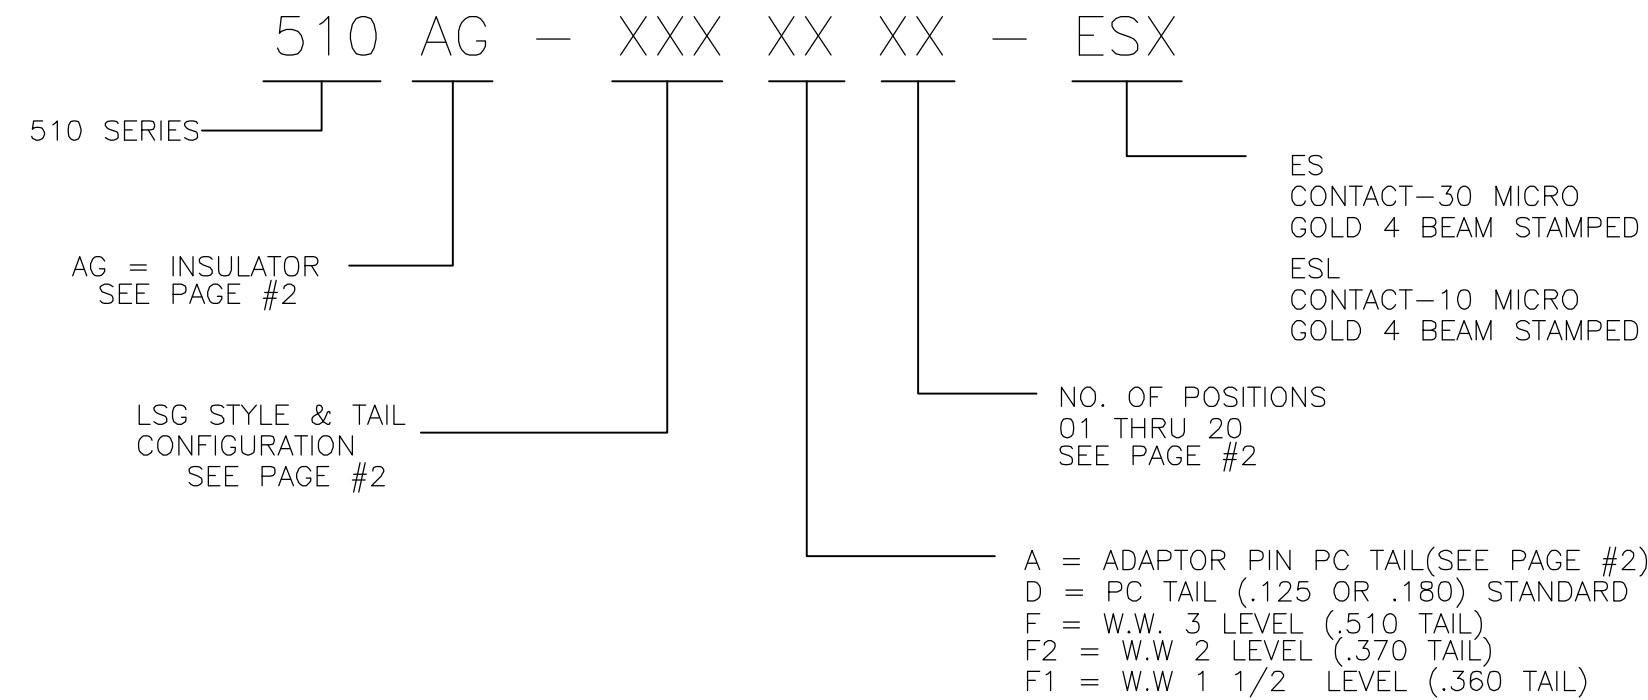 510 AG - XXX XX XX - ESX
510 SERIES
AG = INSULATOR
SEE PAGE #2
LSG STYLE & TAIL
CONFIGURATION
SEE PAGE #2
ES
CONTACT-30 MICRO
GOLD 4 BEAM STAMPED
ESL
CONTACT-10 MICRO
GOLD 4 BEAM STAMPED
NO. OF POSITIONS
01 THRU 20
SEE PAGE #2
A = ADAPTOR PIN PC TAIL(SEE PAGE #2)
D = PC TAIL (.125 OR .180) STANDARD
F = W.W. 3 LEVEL (.510 TAIL)
F2 = W.W 2 LEVEL (.370 TAIL)
F1 = W.W 1 1/2 LEVEL (.360 TAIL)